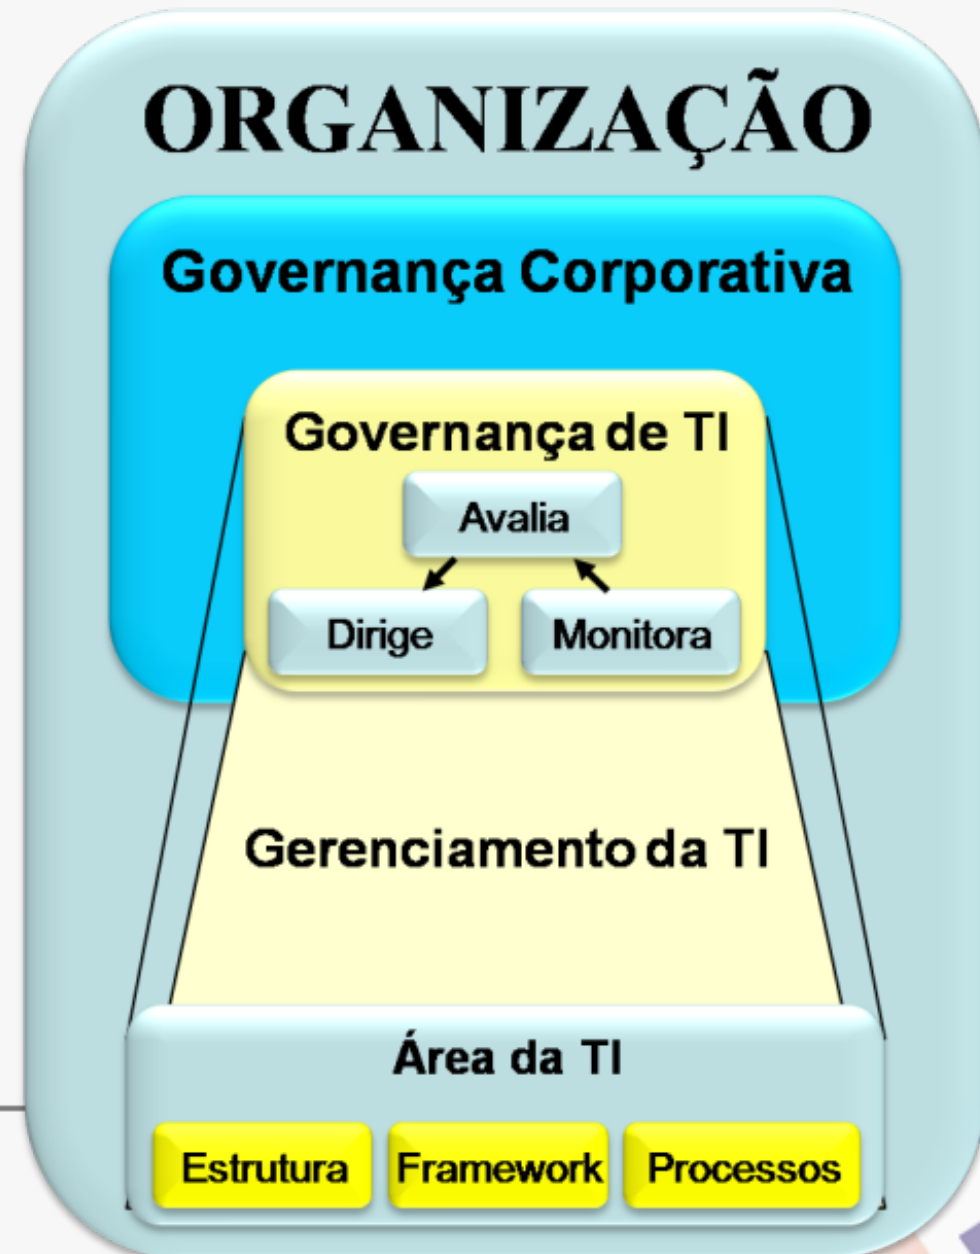 ORGANIZAÇÃO
Governança Corporativa
Governança de TI
Avalia
Dirige
Monitora
Gerenciamento da TI
Área da TI
Estrutura
Framework
Processos